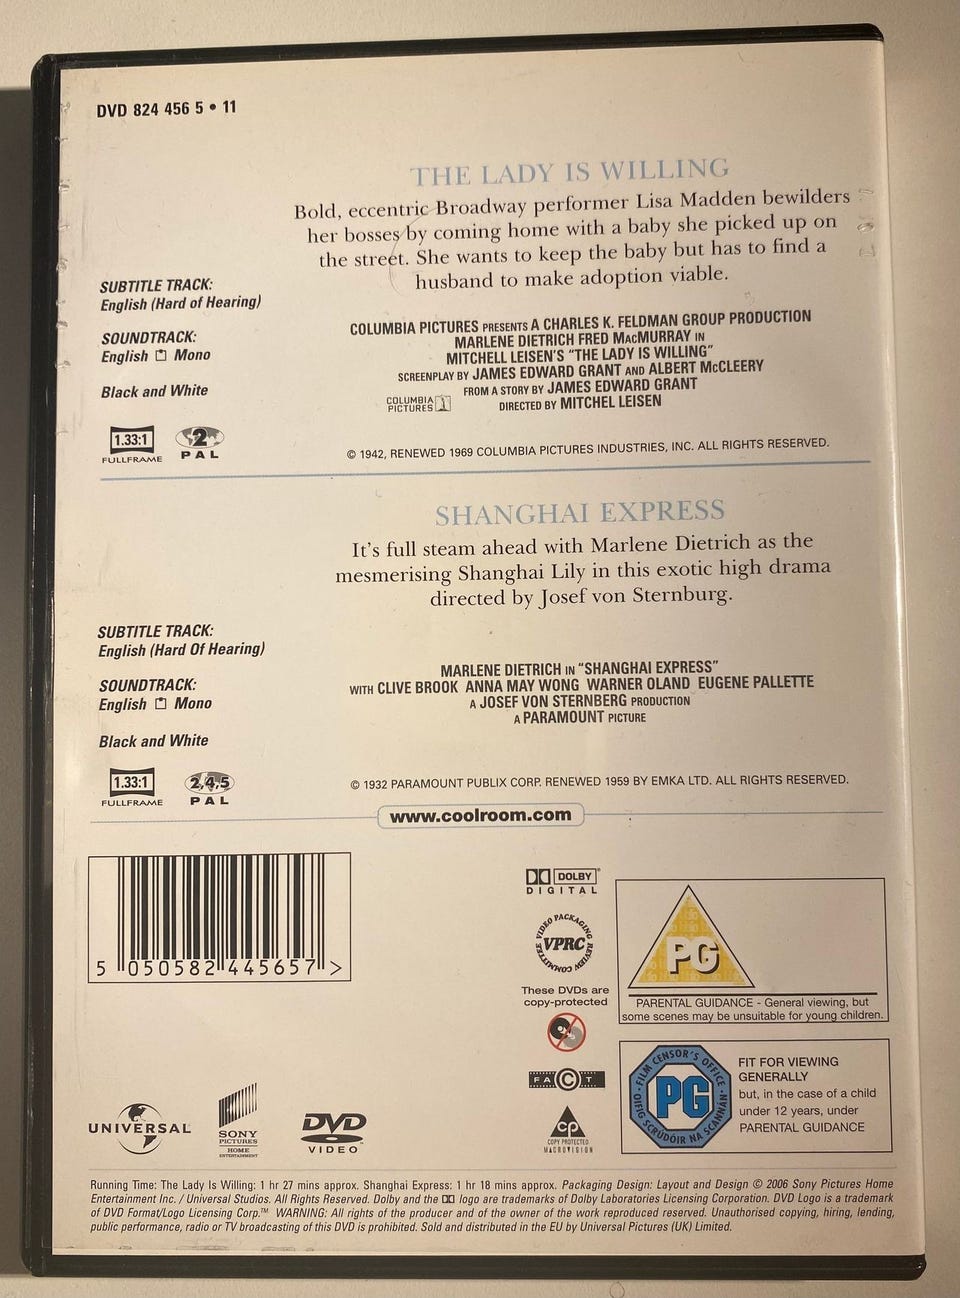 DVD 824 456 5 • 11
THE LADY IS WILLING
Bold, eccentric Broadway performer Lisa Madden bewilders
her bosses by coming home with a baby she picked up on
the street. She wants to keep the baby but has to find a
husband to make adoption viable.
SUBTITLE TRACK:
English (Hard of Hearing)
SOUNDTRACK:
English Mono
Black and White
1.33:1
FULLFRAME
2
PAL
COLUMBIA PICTURES PRESENTS A CHARLES K. FELDMAN GROUP PRODUCTION
MARLENE DIETRICH FRED MacMURRAY IN
MITCHELL LEISEN'S "THE LADY IS WILLING"
SCREENPLAY BY JAMES EDWARD GRANT AND ALBERT McCLEERY
FROM A STORY BY JAMES EDWARD GRANT
DIRECTED BY MITCHEL LEISEN
COLUMBIA
PICTURES
© 1942, RENEWED 1969 COLUMBIA PICTURES INDUSTRIES, INC. ALL RIGHTS RESERVED.
SHANGHAI EXPRESS
It's full steam ahead with Marlene Dietrich as the
mesmerising Shanghai Lily in this exotic high drama
directed by Josef von Sternburg.
SUBTITLE TRACK:
English (Hard Of Hearing)
SOUNDTRACK:
English Mono
Black and White
1.33:1
FULLFRAME
2,4,5
PAL
MARLENE DIETRICH IN "SHANGHAI EXPRESS"
WITH CLIVE BROOK ANNA MAY WONG WARNER OLAND EUGENE PALLETTE
A JOSEF VON STERNBERG PRODUCTION
A PARAMOUNT PICTURE
© 1932 PARAMOUNT PUBLIX CORP. RENEWED 1959 BY EMKA LTD. ALL RIGHTS RESERVED.
www.coolroom.com
5 050582 445657 >
DOLBY
DIGITAL
VIDEO PACKAGING REVIEW COMMITTEE
VPRC
These DVDs are
copy-protected
FACT
CP
COPY PROTECTED
MACROVISION
PG
PARENTAL GUIDANCE - General viewing, but
some scenes may be unsuitable for young children.
FILM CENSOR'S OFFICE
PG
OIFIG SCRÚDÓIR NA SCANNÁN
FIT FOR VIEWING
GENERALLY
but, in the case of a child
under 12 years, under
PARENTAL GUIDANCE
UNIVERSAL
SONY
PICTURES
HOME
ENTERTAINMENT
DVD
VIDEO
Running Time: The Lady Is Willing: 1 hr 27 mins approx. Shanghai Express: 1 hr 18 mins approx. Packaging Design: Layout and Design © 2006 Sony Pictures Home
Entertainment Inc. / Universal Studios. All Rights Reserved. Dolby and the logo are trademarks of Dolby Laboratories Licensing Corporation. DVD Logo is a trademark
of DVD Format/Logo Licensing Corp.™ WARNING: All rights of the producer and of the owner of the work reproduced reserved. Unauthorised copying, hiring, lending,
public performance, radio or TV broadcasting of this DVD is prohibited. Sold and distributed in the EU by Universal Pictures (UK) Limited.